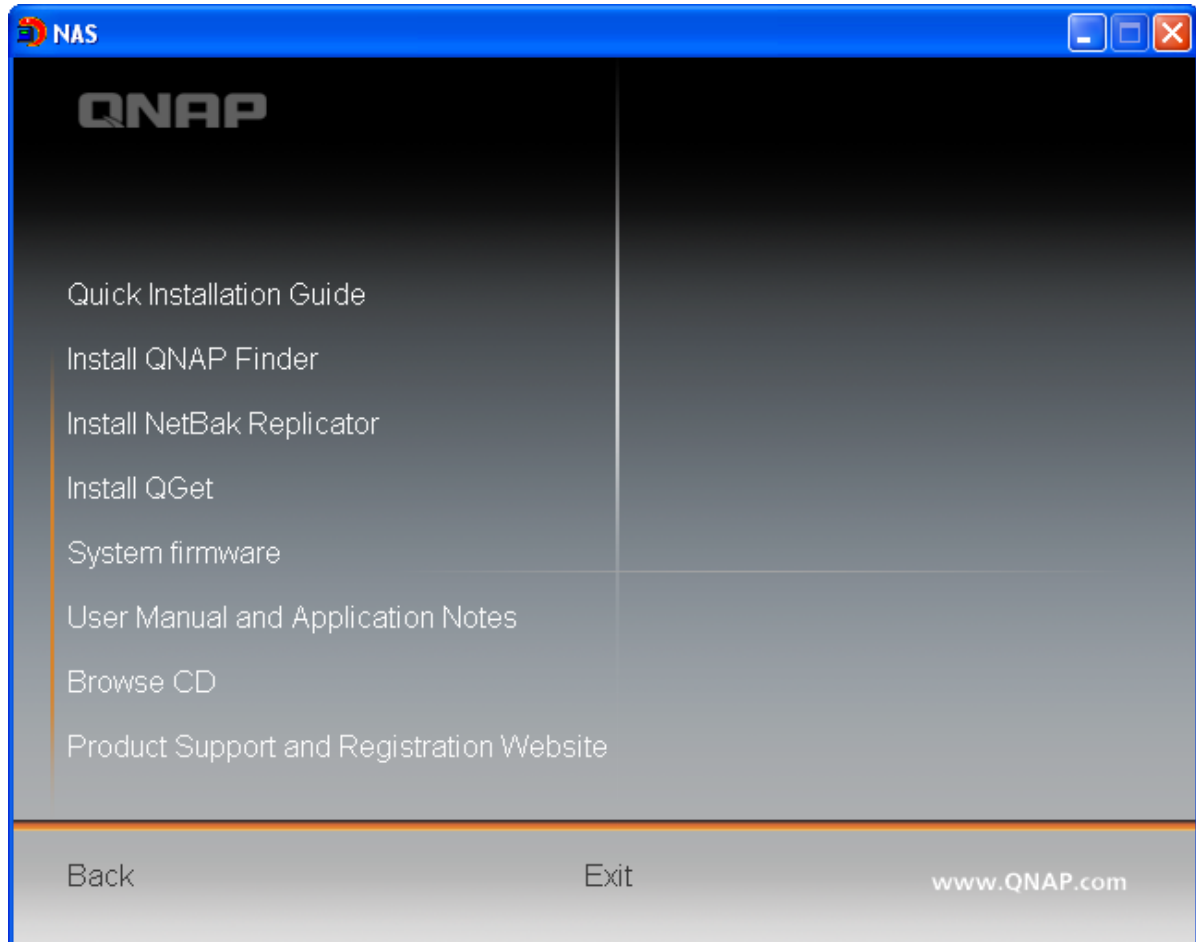 NAS
QNAP
Quick Installation Guide
Install QNAP Finder
Install NetBak Replicator
Install QGet
System firmware
User Manual and Application Notes
Browse CD
Product Support and Registration Website
Back Exit www.QNAP.com